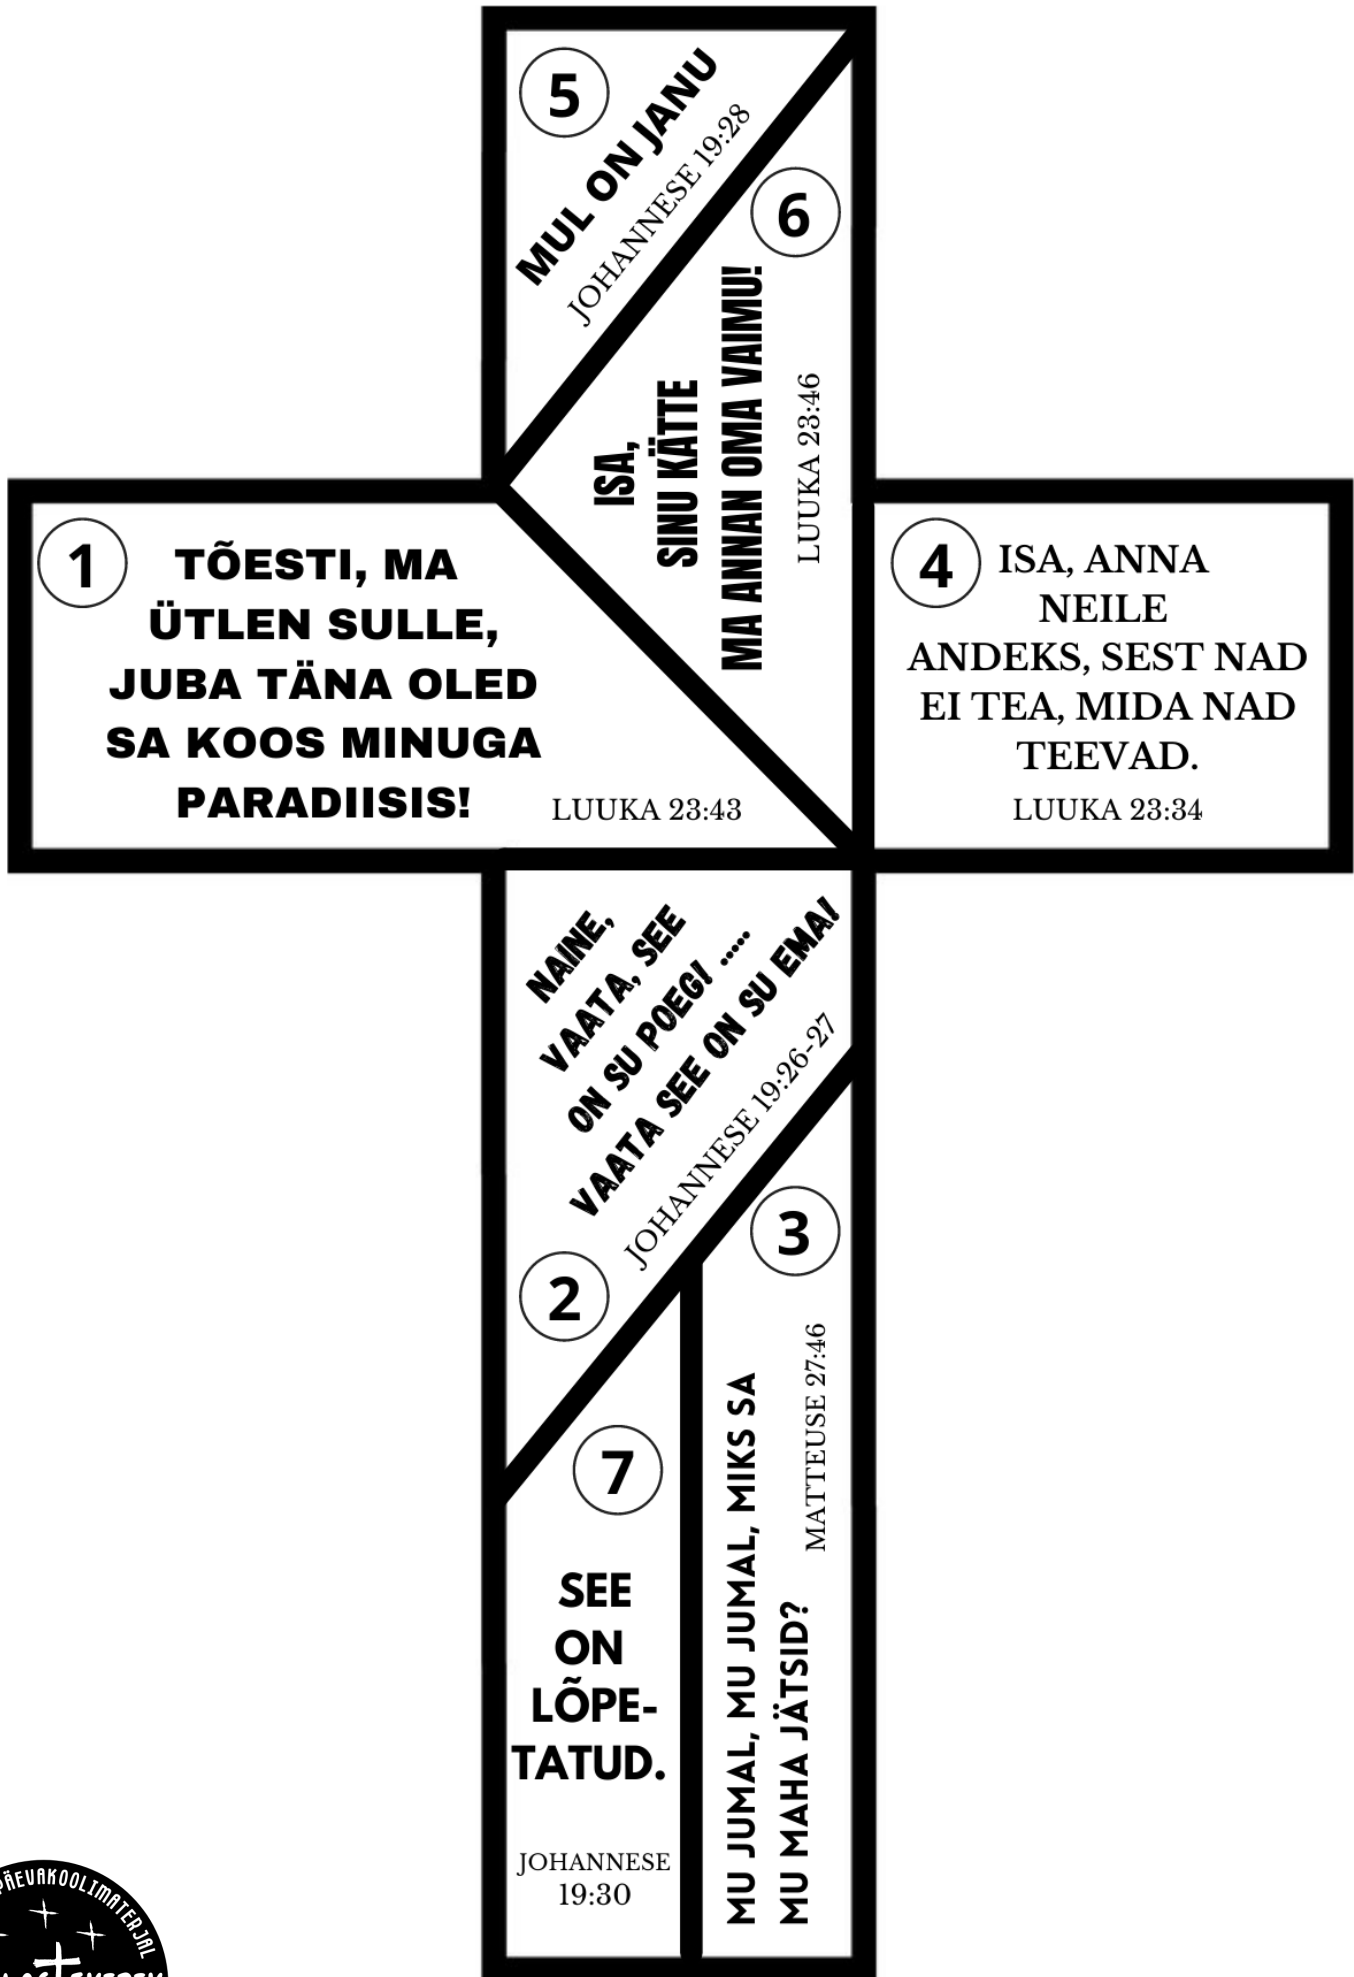 5
MUL ON JANU
JOHANNESE 19:28
6
ISA,
SINU KÄTTE
MA ANNAN OMA VAIMU!
LUUKA 23:46
1
TÕESTI, MA
ÜTLEN SULLE,
JUBA TÄNA OLED
SA KOOS MINUGA
PARADIISIS!
LUUKA 23:43
4
ISA, ANNA
NEILE
ANDEKS, SEST NAD
EI TEA, MIDA NAD
TEEVAD.
LUUKA 23:34
NAINE,
VAATA, SEE
ON SU POEG! .....
VAATA SEE ON SU EMA!
JOHANNESE 19:26-27
2
3
MU JUMAL, MU JUMAL, MIKS SA
MU MAHA JÄTSID?
MATTEUSE 27:46
7
SEE
ON
LÕPE-
TATUD.
JOHANNESE
19:30
PÄEVAKOOLIMATERJAL